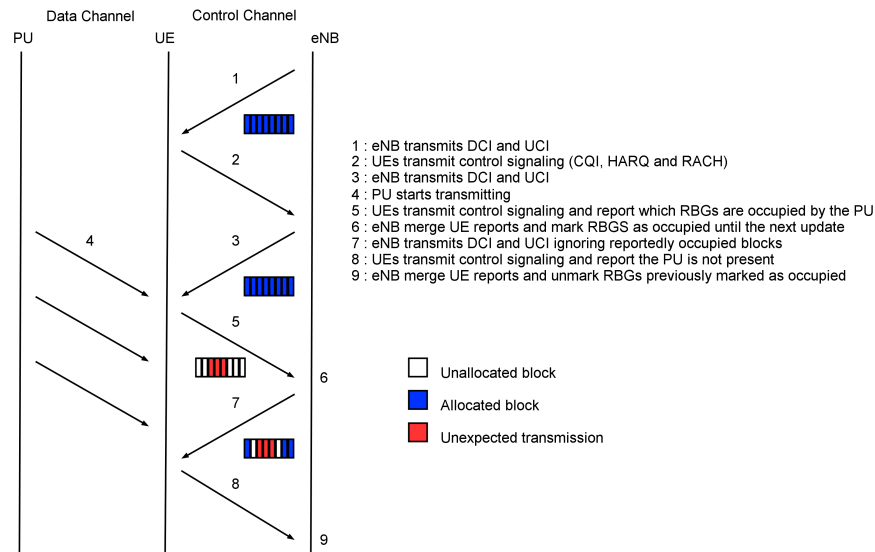 Data Channel
Control Channel
PU
UE
eNB
1
2
4
3
5
6
7
8
9
1 : eNB transmits DCI and UCI
2 : UEs transmit control signaling (CQI, HARQ and RACH)
3 : eNB transmits DCI and UCI
4 : PU starts transmitting
5 : UEs transmit control signaling and report which RBGs are occupied by the PU
6 : eNB merge UE reports and mark RBGS as occupied until the next update
7 : eNB transmits DCI and UCI ignoring reportedly occupied blocks
8 : UEs transmit control signaling and report the PU is not present
9 : eNB merge UE reports and unmark RBGs previously marked as occupied
Unallocated block
Allocated block
Unexpected transmission